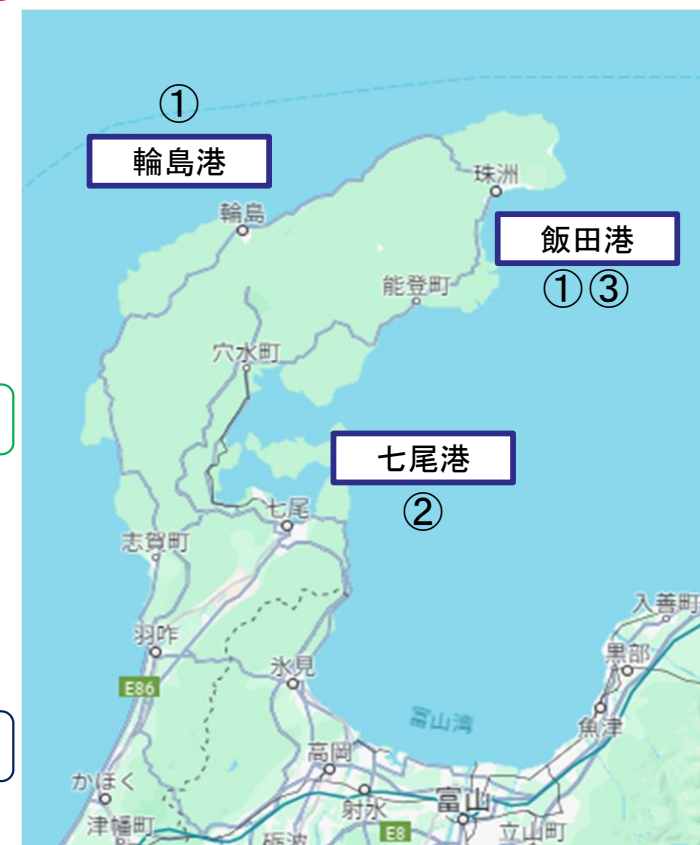 ①
輪島港
珠洲
輪島
飯田港
①③
能登町
穴水町
七尾港
②
七尾
志賀町
入善町
羽咋
黒部
氷見
E86
魚津
富山湾
高岡
かほく
射水
富山
津幡町
砺波
E8
立山町